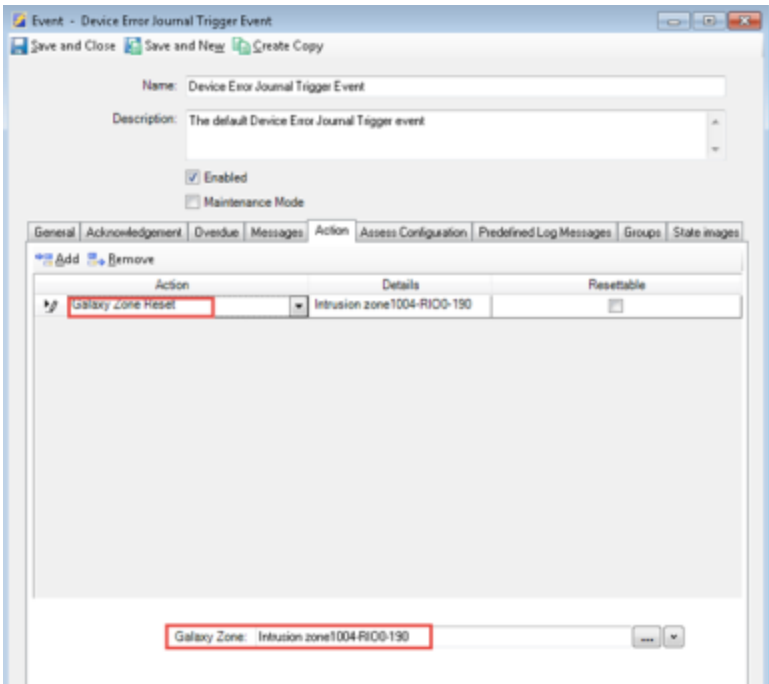 Event - Device Error Journal Trigger Event
Save and Close Save and New Create Copy
Name: Device Error Journal Trigger Event
Description: The default Device Error Journal Trigger event
Enabled
Maintenance Mode
General Acknowledgement Overdue Messages Action Assess Configuration Predefined Log Messages Groups State images
Add Remove
Action Details Resettable
Galaxy Zone Reset Intrusion zone1004-RIO0-190
Galaxy Zone: Intrusion zone1004-RIO0-190
...